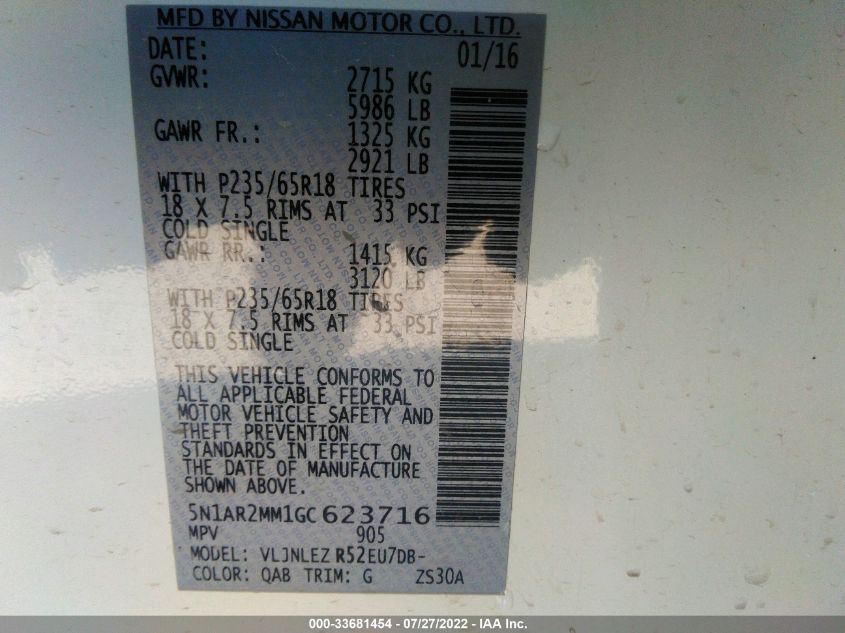 MFD BY NISSAN MOTOR CO., LTD.
DATE: 01/16
GVWR: 2715 KG
5986 LB
GAWR FR.: 1325 KG
2921 LB
WITH P235/65R18 TIRES
18 X 7.5 RIMS AT 33 PSI
COLD SINGLE
GAWR RR.: 1415 KG
3120 LB
WITH P235/65R18 TIRES
18 X 7.5 RIMS AT 33 PSI
COLD SINGLE
THIS VEHICLE CONFORMS TO
ALL APPLICABLE FEDERAL
MOTOR VEHICLE SAFETY AND
THEFT PREVENTION
STANDARDS IN EFFECT ON
THE DATE OF MANUFACTURE
SHOWN ABOVE.
5N1AR2MM1GC623716
MPV 905
MODEL: VLJNLEZ R52EU7DB-
COLOR: QAB TRIM: G ZS30A
000-33681454 - 07/27/2022 - IAA Inc.